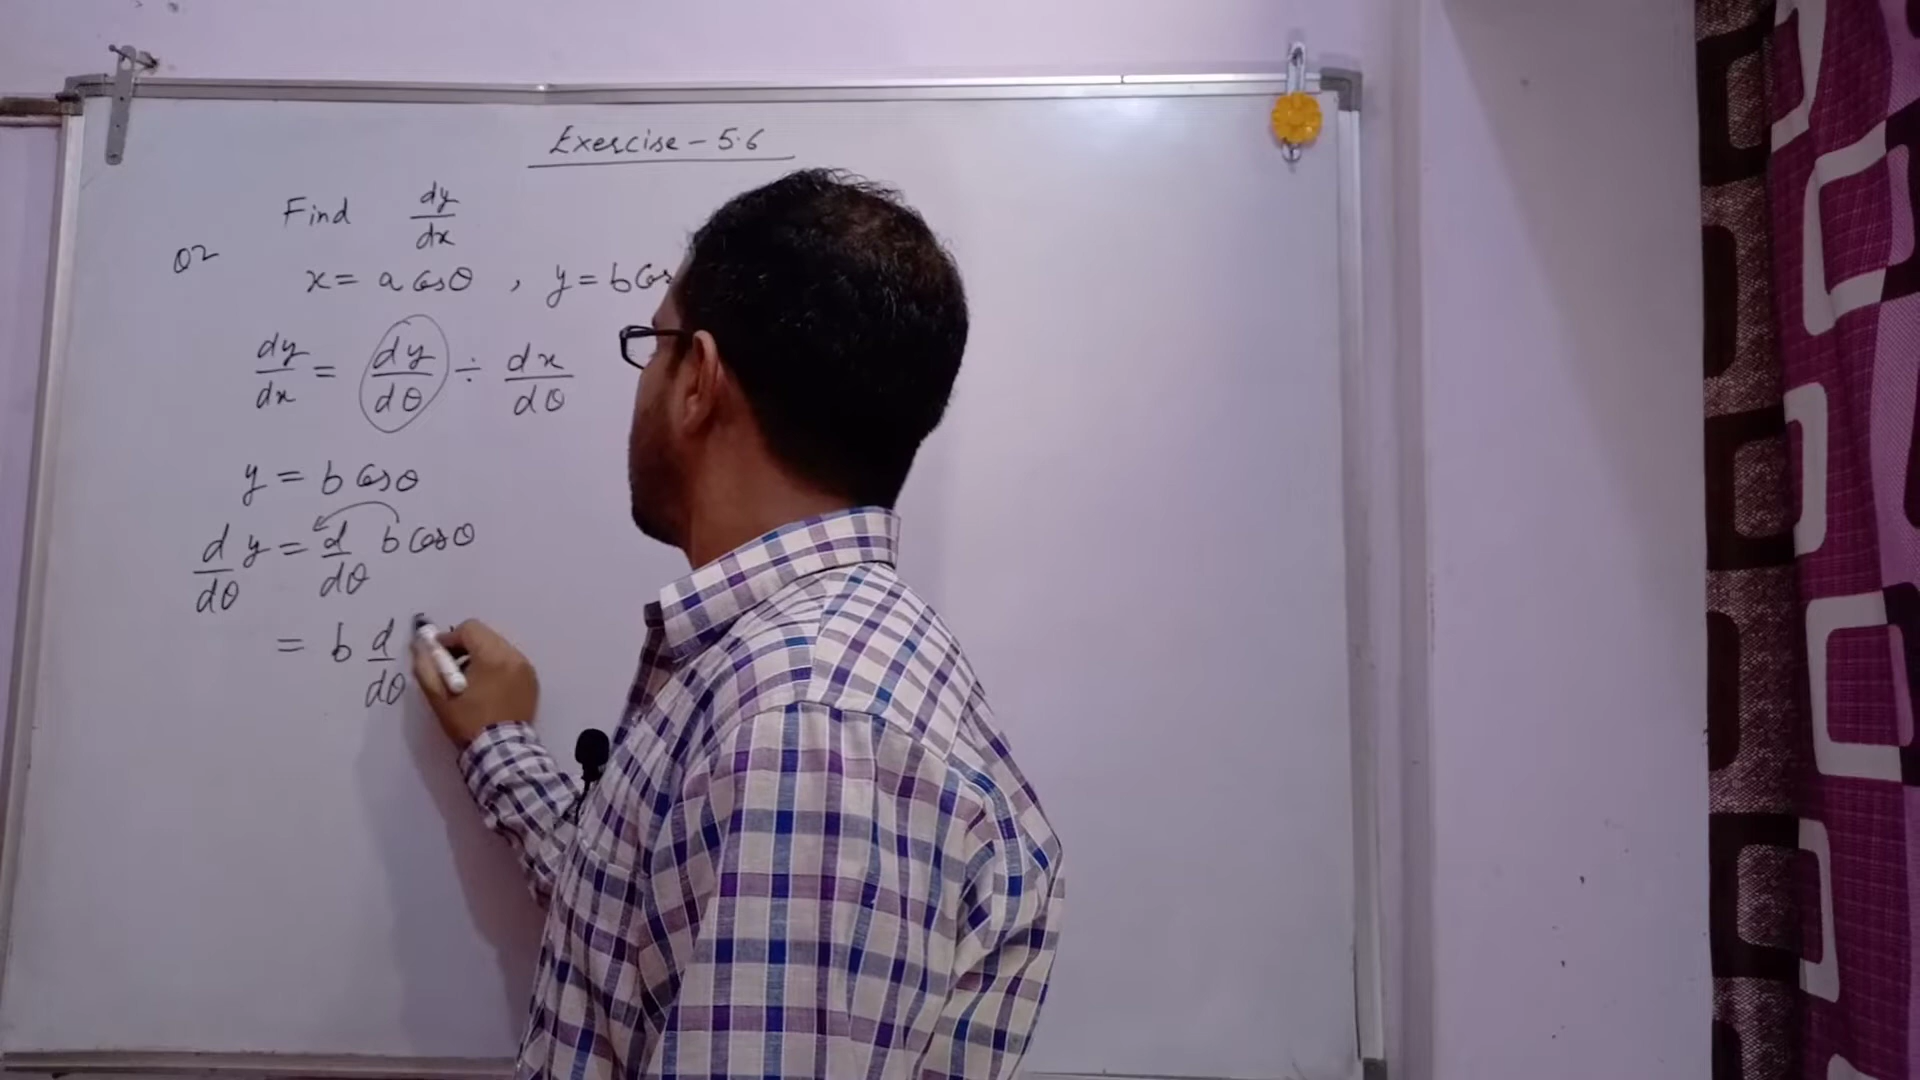 Exercise - 5.6
Find dy/dx
Q2
x = a cosθ , y = b cos
dy/dx = dy/dθ ÷ dx/dθ
y = b cosθ
d/dθ y = d/dθ b cosθ
= b d/dθ